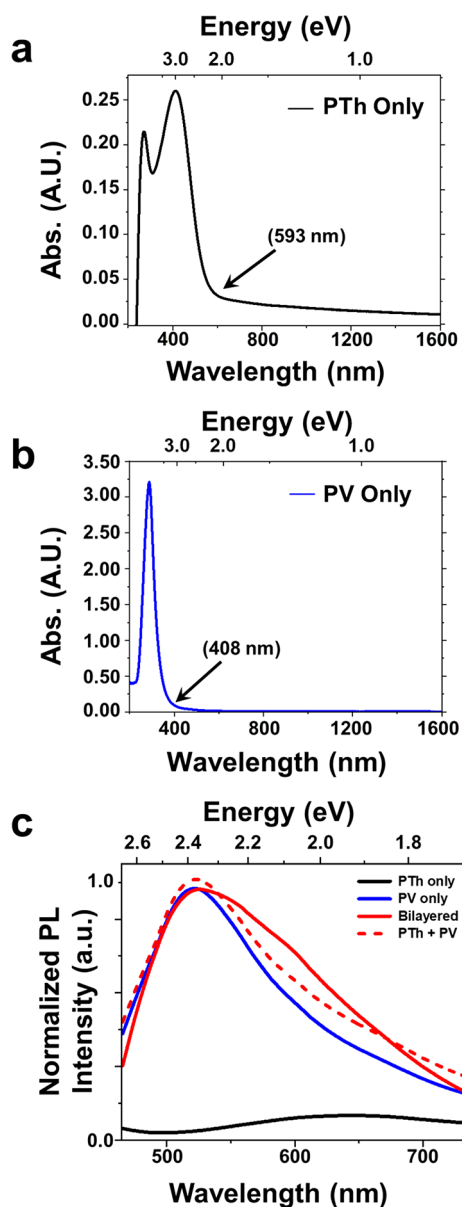 a
Energy (eV)
3.0 2.0 1.0
Abs. (A.U.)
0.25
0.20
0.15
0.10
0.05
0.00
PTh Only
(593 nm)
400 800 1200 1600
Wavelength (nm)
b
Energy (eV)
3.0 2.0 1.0
Abs. (A.U.)
3.50
3.00
2.50
2.00
1.50
1.00
0.50
0.00
PV Only
(408 nm)
400 800 1200 1600
Wavelength (nm)
c
Energy (eV)
2.6 2.4 2.2 2.0 1.8
Normalized PL
Intensity (a.u.)
1.0
0.0
PTh only
PV only
Bilayered
PTh + PV
500 600 700
Wavelength (nm)